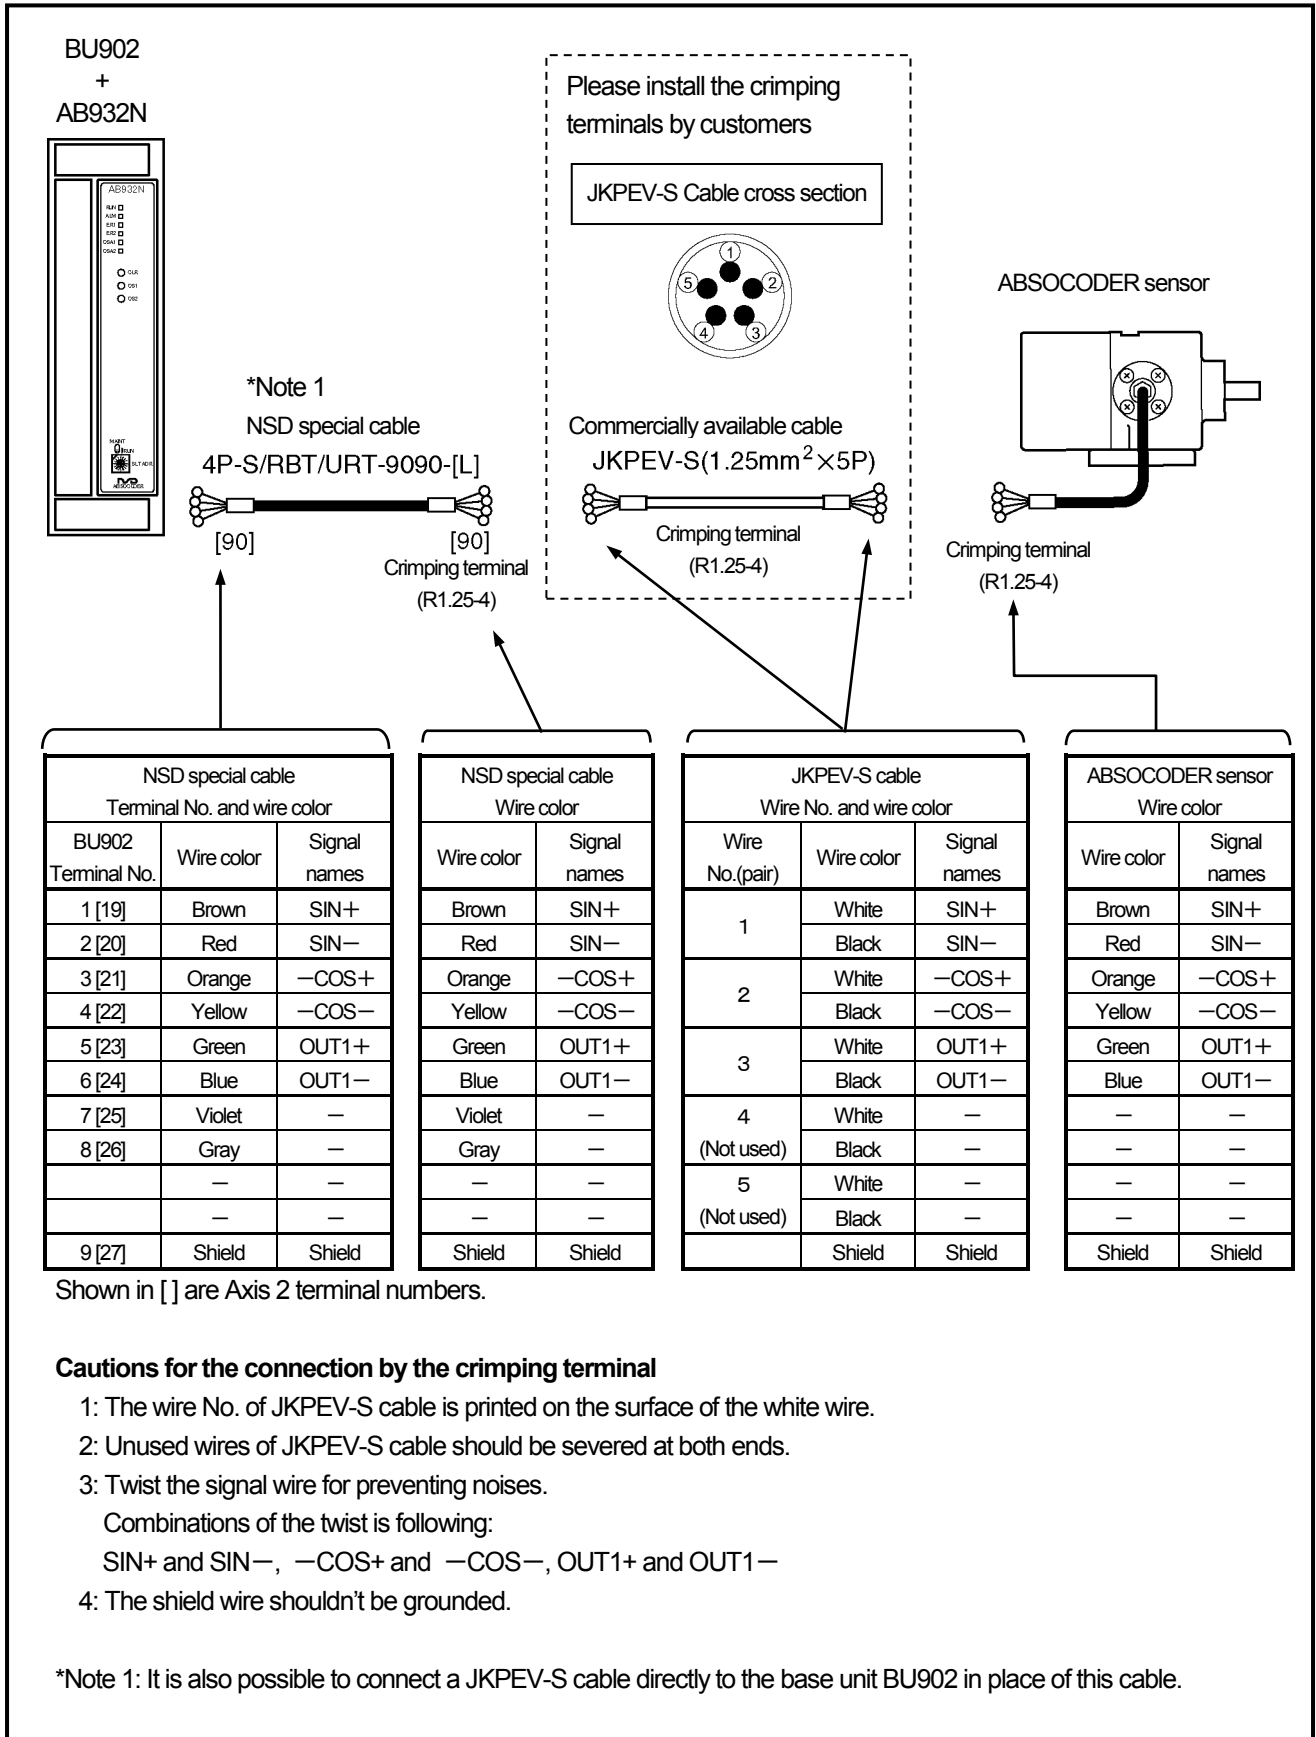 BU902
+
AB932N
AB932N
RUN
ALM
ER1
ER2
OSA1
OSA2
CLR
OS1
OS2
MAINT
RUN
SLT ADR.
ABSOCODER
Please install the crimping
terminals by customers
JKPEV-S Cable cross section
1
5 2
4 3
ABSOCODER sensor
*Note 1
NSD special cable
4P-S/RBT/URT-9090-[L]
[90] [90]
Crimping terminal
(R1.25-4)
Commercially available cable
JKPEV-S(1.25mm²×5P)
Crimping terminal
(R1.25-4)
Crimping terminal
(R1.25-4)
NSD special cable
Terminal No. and wire color
BU902 Terminal No. Wire color Signal names
1 [19] Brown SIN+
2 [20] Red SIN−
3 [21] Orange −COS+
4 [22] Yellow −COS−
5 [23] Green OUT1+
6 [24] Blue OUT1−
7 [25] Violet −
8 [26] Gray −
− −
− −
9 [27] Shield Shield
NSD special cable
Wire color
Wire color Signal names
Brown SIN+
Red SIN−
Orange −COS+
Yellow −COS−
Green OUT1+
Blue OUT1−
Violet −
Gray −
− −
− −
Shield Shield
JKPEV-S cable
Wire No. and wire color
Wire No.(pair) Wire color Signal names
1 White SIN+
Black SIN−
2 White −COS+
Black −COS−
3 White OUT1+
Black OUT1−
4 White −
(Not used) Black −
5 White −
(Not used) Black −
Shield Shield
ABSOCODER sensor
Wire color
Wire color Signal names
Brown SIN+
Red SIN−
Orange −COS+
Yellow −COS−
Green OUT1+
Blue OUT1−
− −
− −
− −
− −
Shield Shield
Shown in [ ] are Axis 2 terminal numbers.
Cautions for the connection by the crimping terminal
1: The wire No. of JKPEV-S cable is printed on the surface of the white wire.
2: Unused wires of JKPEV-S cable should be severed at both ends.
3: Twist the signal wire for preventing noises.
Combinations of the twist is following:
SIN+ and SIN−, −COS+ and −COS−, OUT1+ and OUT1−
4: The shield wire shouldn't be grounded.
*Note 1: It is also possible to connect a JKPEV-S cable directly to the base unit BU902 in place of this cable.